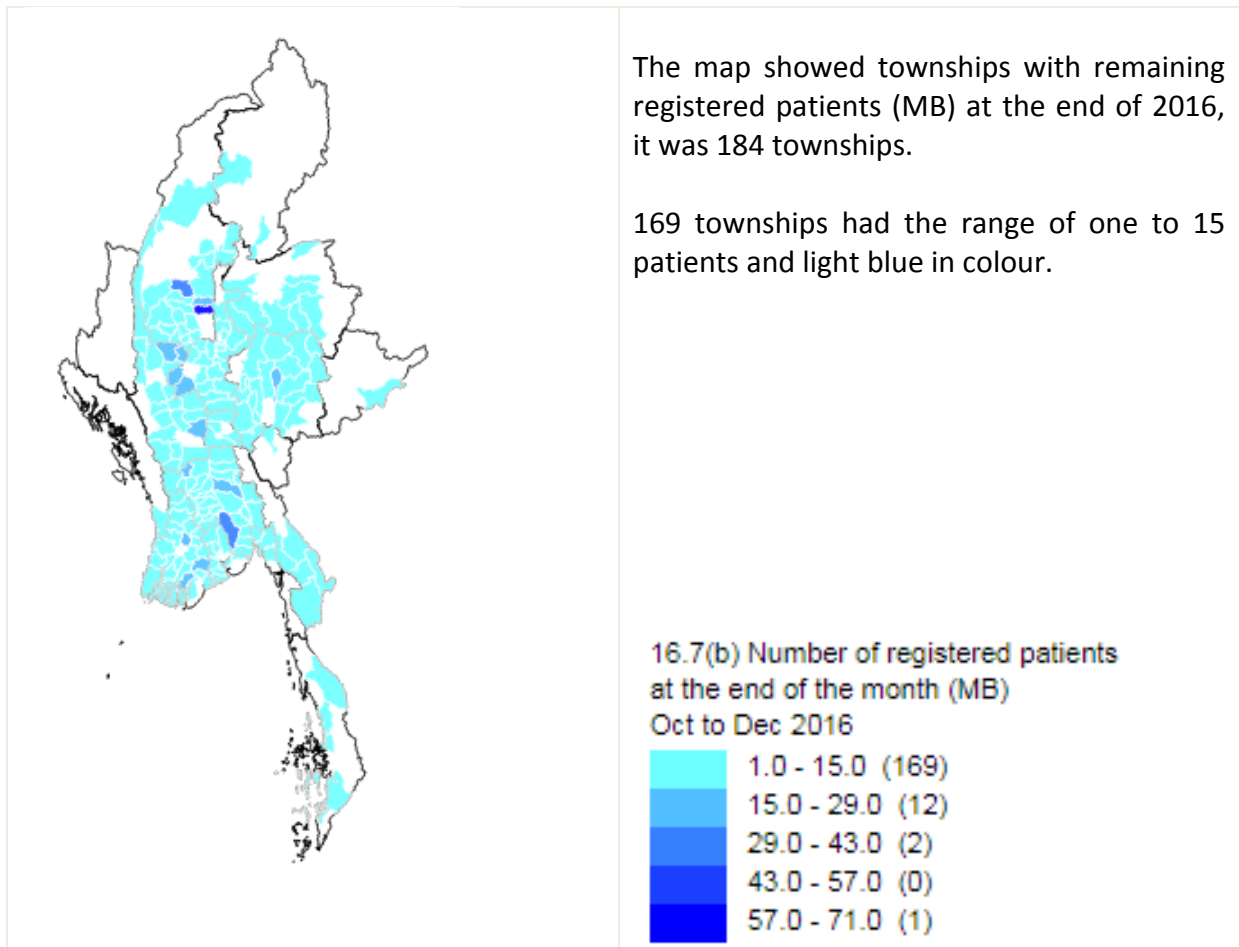 The map showed townships with remaining
registered patients (MB) at the end of 2016,
it was 184 townships.
169 townships had the range of one to 15
patients and light blue in colour.
16.7(b) Number of registered patients
at the end of the month (MB)
Oct to Dec 2016
1.0 - 15.0 (169)
15.0 - 29.0 (12)
29.0 - 43.0 (2)
43.0 - 57.0 (0)
57.0 - 71.0 (1)